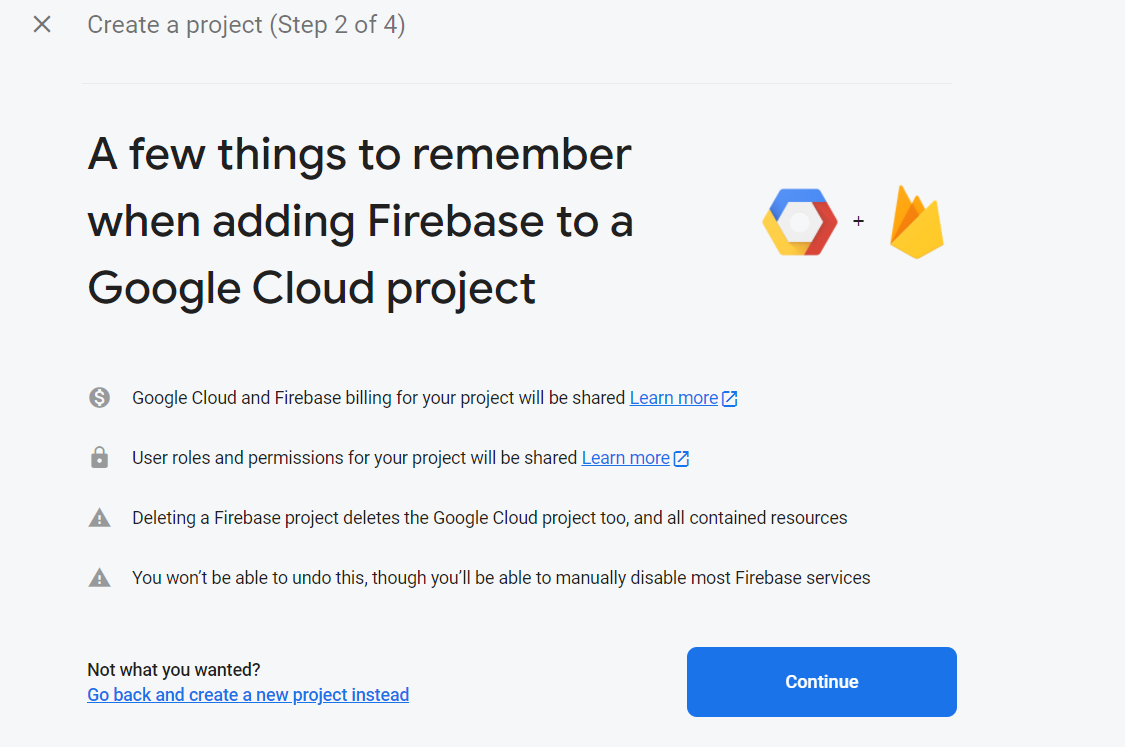 Create a project (Step 2 of 4)
A few things to remember
when adding Firebase to a
Google Cloud project
+
Google Cloud and Firebase billing for your project will be shared Learn more
User roles and permissions for your project will be shared Learn more
Deleting a Firebase project deletes the Google Cloud project too, and all contained resources
You won’t be able to undo this, though you’ll be able to manually disable most Firebase services
Not what you wanted?
Go back and create a new project instead
Continue